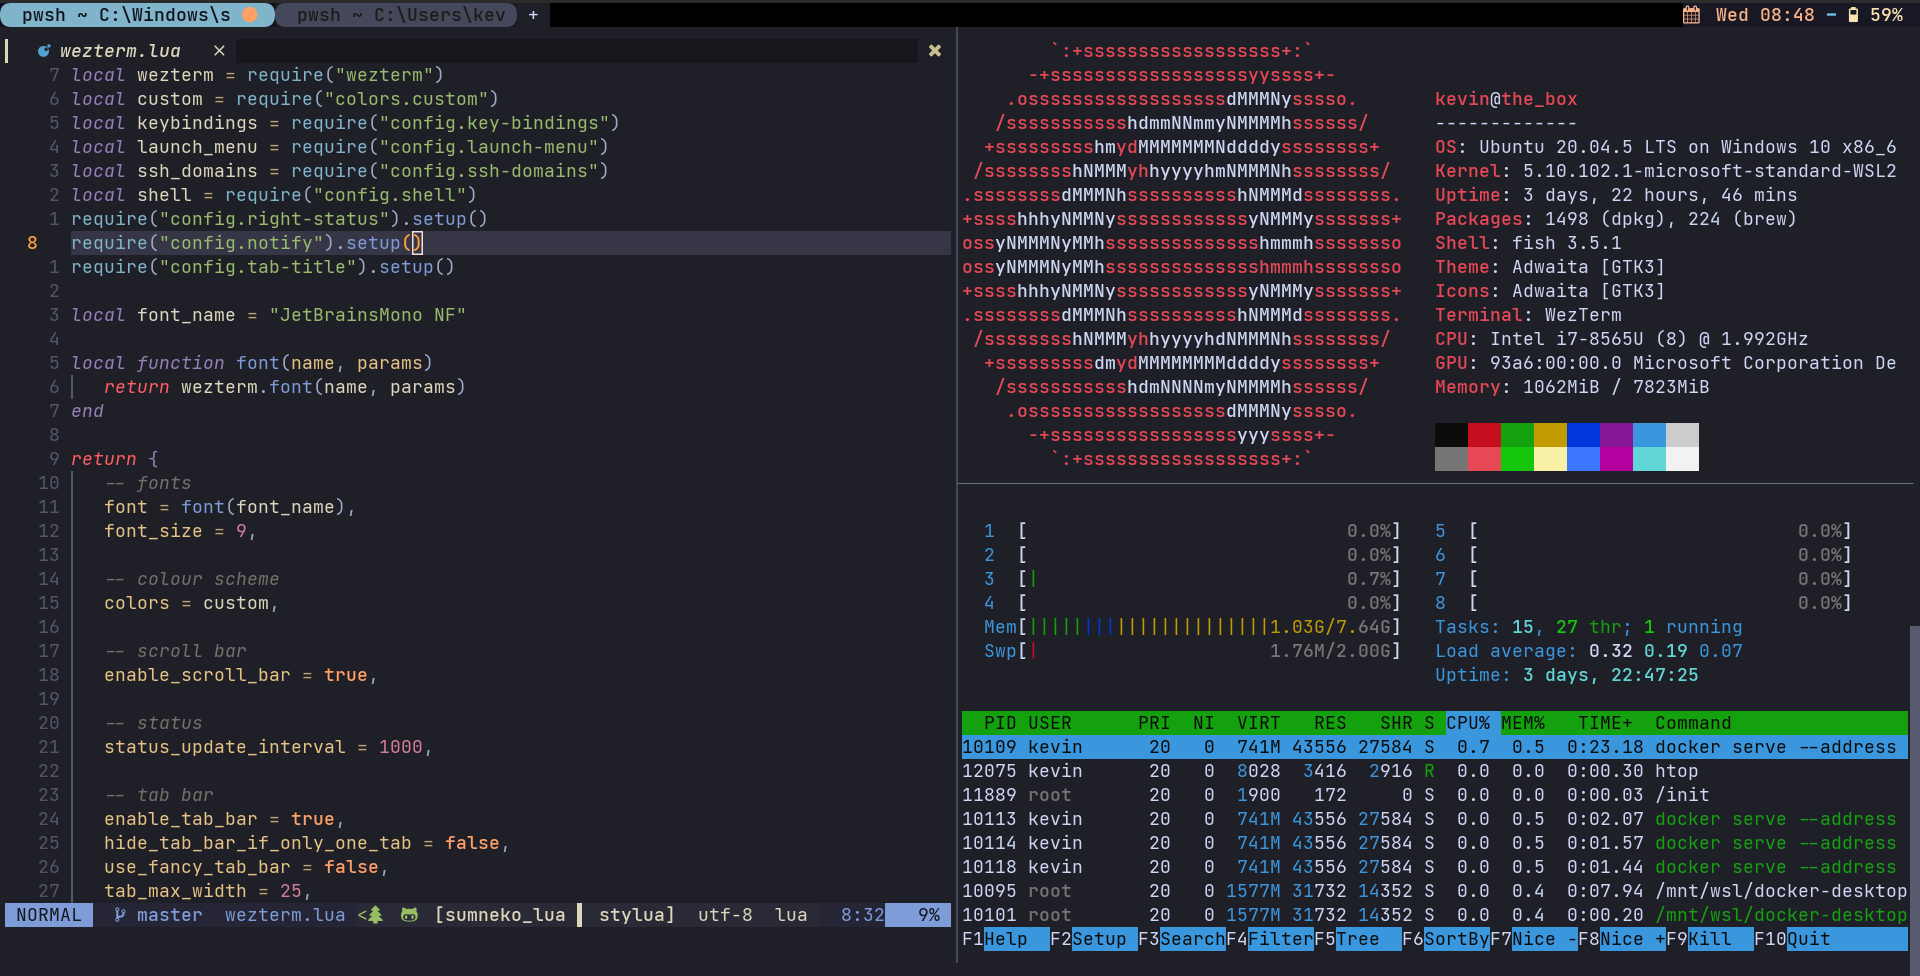 pwsh ~ C:\Windows\s
pwsh ~ C:\Users\kev
+
Wed 08:48 – 59%
wezterm.lua ×
7 local wezterm = require("wezterm")
6 local custom = require("colors.custom")
5 local keybindings = require("config.key-bindings")
4 local launch_menu = require("config.launch-menu")
3 local ssh_domains = require("config.ssh-domains")
2 local shell = require("config.shell")
1 require("config.right-status").setup()
8 require("config.notify").setup()
1 require("config.tab-title").setup()
2
3 local font_name = "JetBrainsMono NF"
4
5 local function font(name, params)
6 return wezterm.font(name, params)
7 end
8
9 return {
10 -- fonts
11 font = font(font_name),
12 font_size = 9,
13
14 -- colour scheme
15 colors = custom,
16
17 -- scroll bar
18 enable_scroll_bar = true,
19
20 -- status
21 status_update_interval = 1000,
22
23 -- tab bar
24 enable_tab_bar = true,
25 hide_tab_bar_if_only_one_tab = false,
26 use_fancy_tab_bar = false,
27 tab_max_width = 25,
NORMAL master wezterm.lua < [sumneko_lua stylua] utf-8 lua 8:32 9%
`:+ssssssssssssssssss+:`
-+ssssssssssssssssssyyssss+-
.ossssssssssssssssssdMMMNysssso.
/ssssssssssshdmmNNmmyNMMMMhssssss/
+ssssssssshmydMMMMMMMNddddyssssssss+
/sssssssshNMMMyhhyyyyhmNMMMNhssssssss/
.ssssssssdMMMNhsssssssssshNMMMdssssssss.
+sssshhhyNMMNyssssssssssssyNMMMysssssss+
ossyNMMMNyMMhsssssssssssssshmmmhssssssso
ossyNMMMNyMMhsssssssssssssshmmmhssssssso
+sssshhhyNMMNyssssssssssssyNMMMysssssss+
.ssssssssdMMMNhsssssssssshNMMMdssssssss.
/sssssssshNMMMyhhyyyyhdNMMMNhssssssss/
+sssssssssdmydMMMMMMMMddddyssssssss+
/ssssssssssshdmNNNNmyNMMMMhssssss/
.ossssssssssssssssssdMMMNysssso.
-+sssssssssssssssssyyyssss+-
`:+ssssssssssssssssss+:`
kevin@the_box
-------------
OS: Ubuntu 20.04.5 LTS on Windows 10 x86_6
Kernel: 5.10.102.1-microsoft-standard-WSL2
Uptime: 3 days, 22 hours, 46 mins
Packages: 1498 (dpkg), 224 (brew)
Shell: fish 3.5.1
Theme: Adwaita [GTK3]
Icons: Adwaita [GTK3]
Terminal: WezTerm
CPU: Intel i7-8565U (8) @ 1.992GHz
GPU: 93a6:00:00.0 Microsoft Corporation De
Memory: 1062MiB / 7823MiB
1 [ 0.0%] 5 [ 0.0%]
2 [ 0.0%] 6 [ 0.0%]
3 [| 0.7%] 7 [ 0.0%]
4 [ 0.0%] 8 [ 0.0%]
Mem[||||||||||||||||||||||1.03G/7.64G] Tasks: 15, 27 thr; 1 running
Swp[| 1.76M/2.00G] Load average: 0.32 0.19 0.07
Uptime: 3 days, 22:47:25
PID USER PRI NI VIRT RES SHR S CPU% MEM% TIME+ Command
10109 kevin 20 0 741M 43556 27584 S 0.7 0.5 0:23.18 docker serve --address
12075 kevin 20 0 8028 3416 2916 R 0.0 0.0 0:00.30 htop
11889 root 20 0 1900 172 0 S 0.0 0.0 0:00.03 /init
10113 kevin 20 0 741M 43556 27584 S 0.0 0.5 0:02.07 docker serve --address
10114 kevin 20 0 741M 43556 27584 S 0.0 0.5 0:01.57 docker serve --address
10118 kevin 20 0 741M 43556 27584 S 0.0 0.5 0:01.44 docker serve --address
10095 root 20 0 1577M 31732 14352 S 0.0 0.4 0:07.94 /mnt/wsl/docker-desktop
10101 root 20 0 1577M 31732 14352 S 0.0 0.4 0:00.20 /mnt/wsl/docker-desktop
F1Help F2Setup F3SearchF4FilterF5Tree F6SortByF7Nice -F8Nice +F9Kill F10Quit